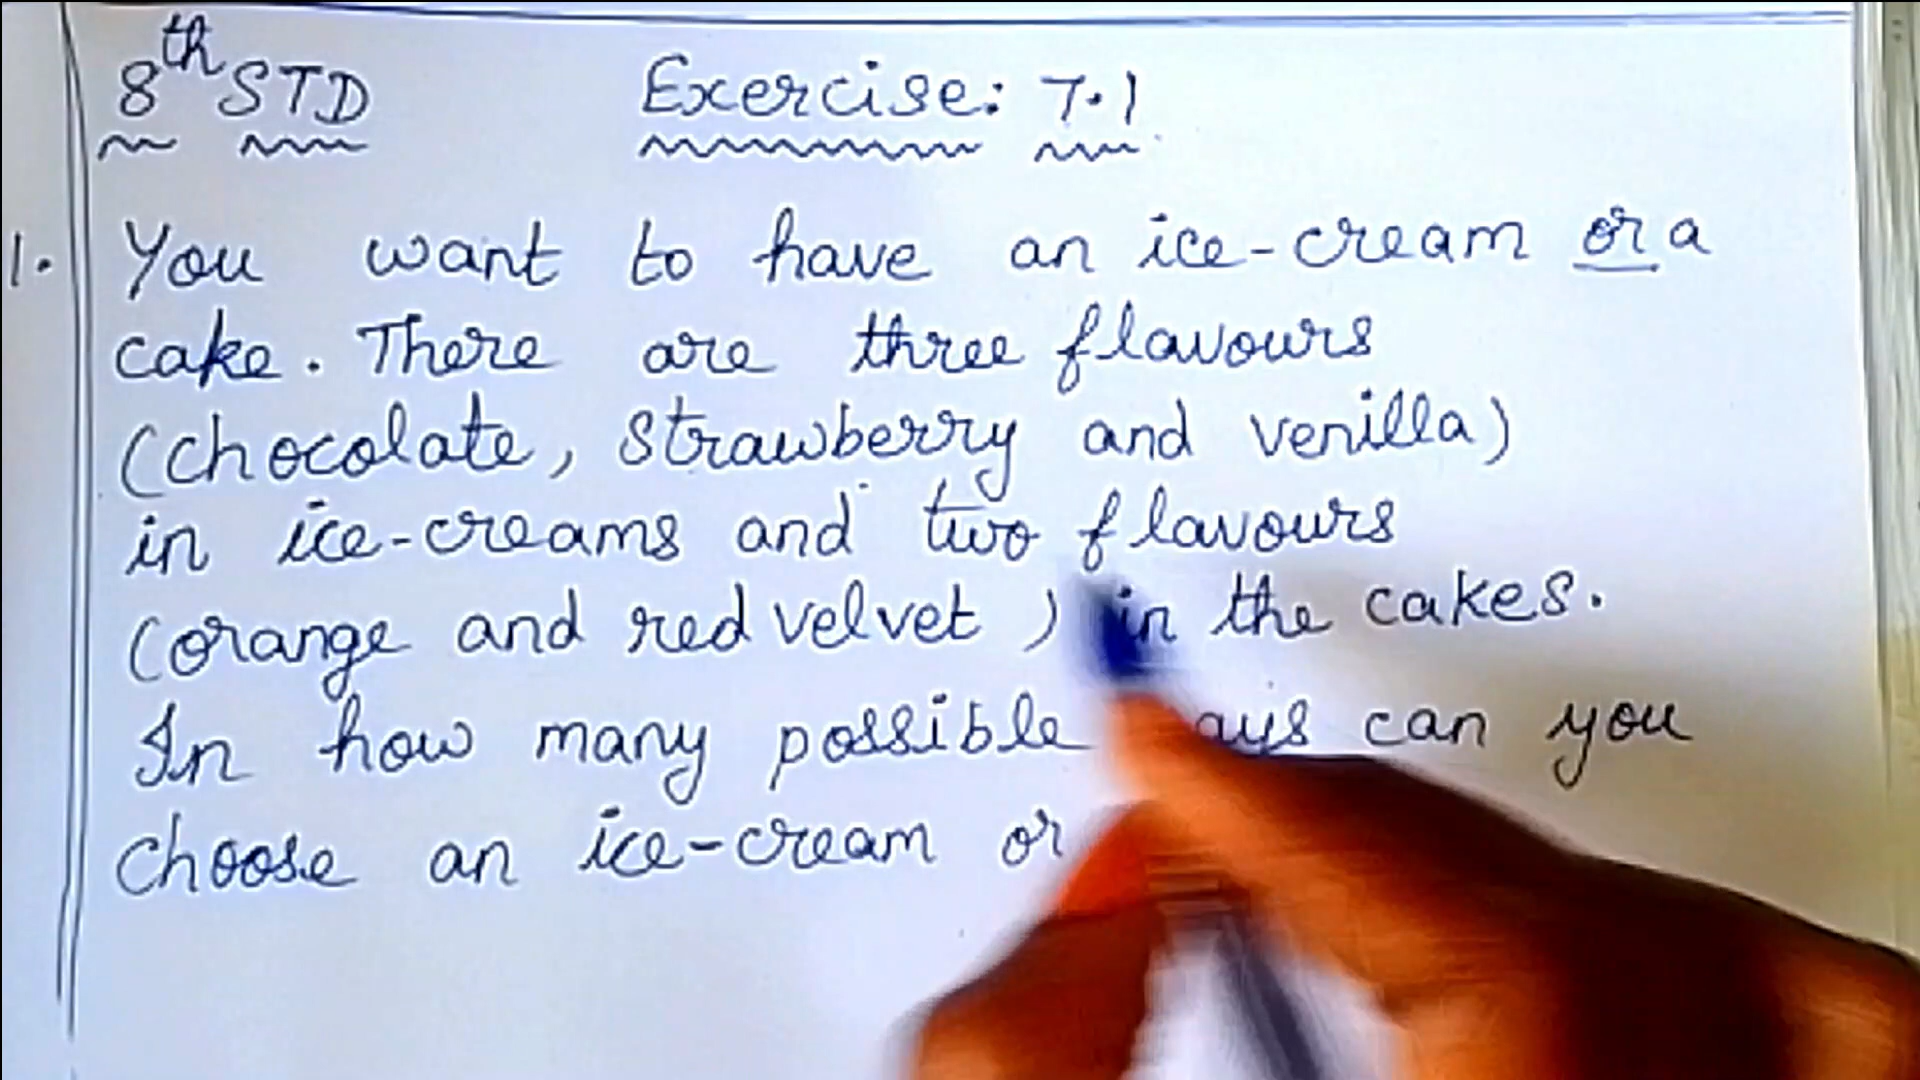 8th STD Exercise: 7.1
1. You want to have an ice-cream or a
cake. There are three flavours
(chocolate, strawberry and venilla)
in ice-creams and two flavours
(orange and red velvet) in the cakes.
In how many possible can you
choose an ice-cream or